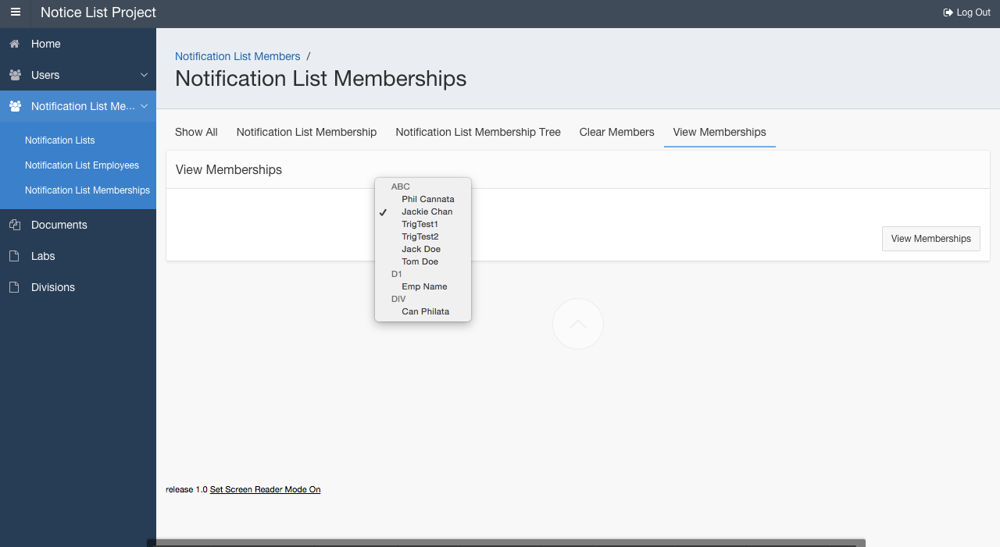 Notice List Project
Log Out
Home
Users
Notification List Me...
Notification Lists
Notification List Employees
Notification List Memberships
Documents
Labs
Divisions
Notification List Members /
Notification List Memberships
Show All Notification List Membership Notification List Membership Tree Clear Members View Memberships
View Memberships
ABC
Phil Cannata
✓ Jackie Chan
TrigTest1
TrigTest2
Jack Doe
Tom Doe
D1
Emp Name
DIV
Can Philata
View Memberships
release 1.0 Set Screen Reader Mode On